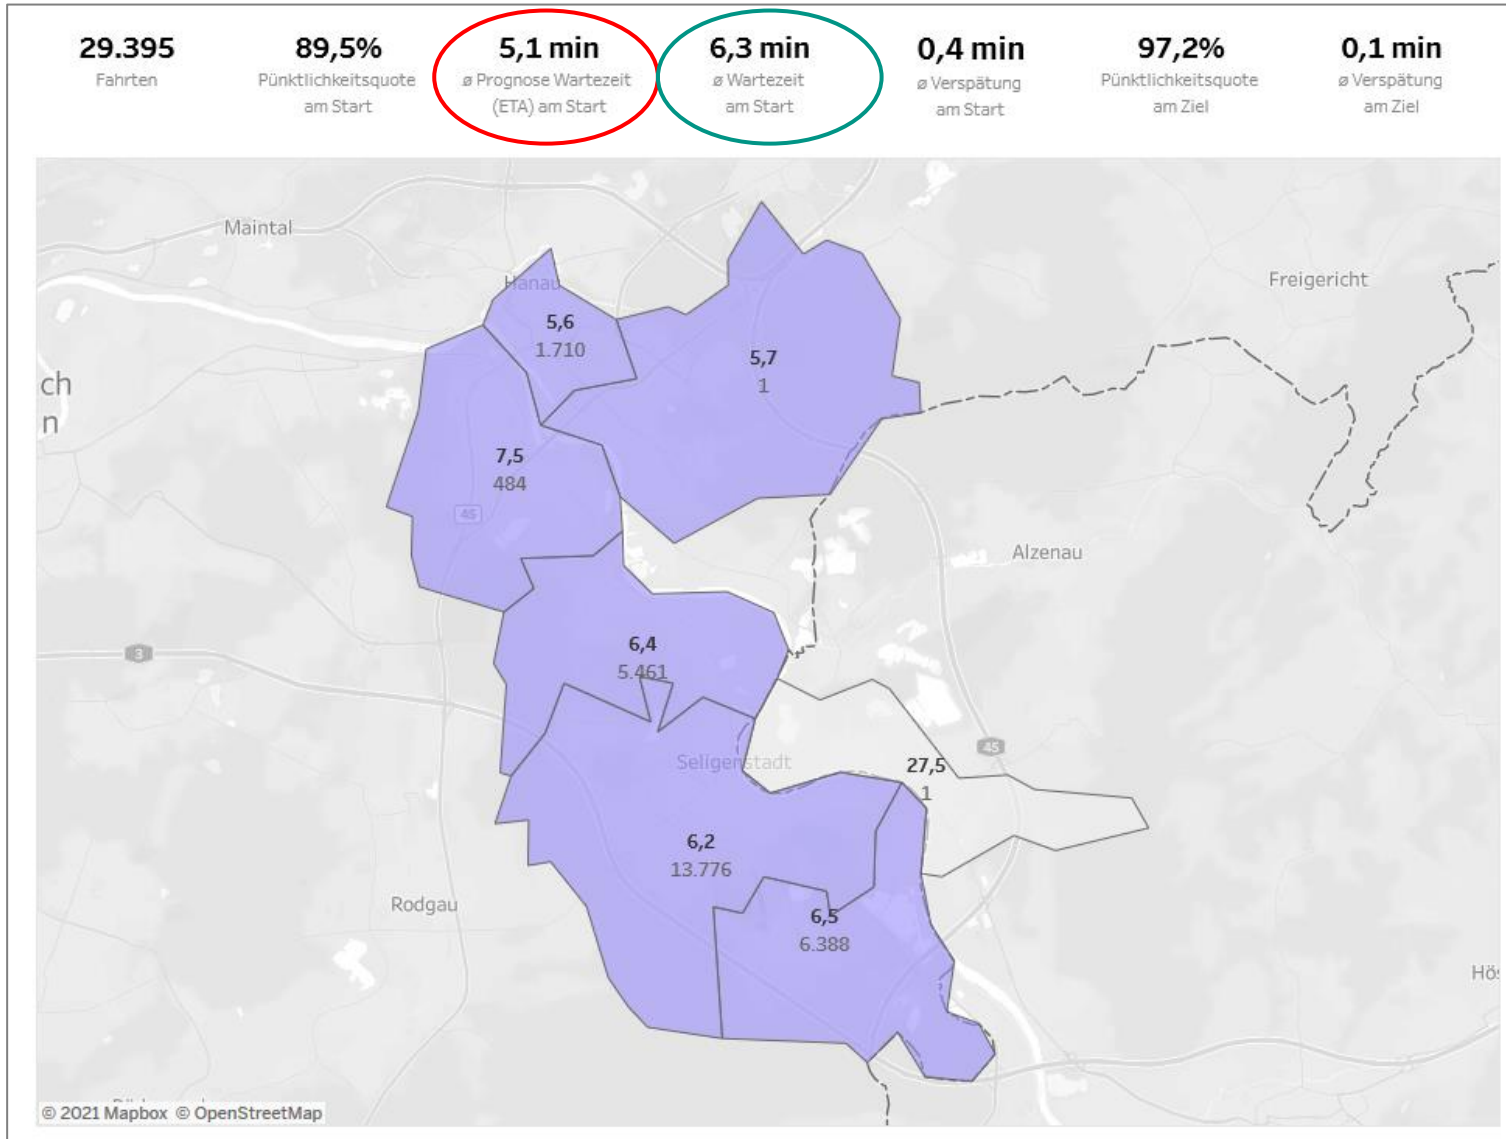 29.395
Fahrten
89,5%
Pünktlichkeitsquote
am Start
5,1 min
ø Prognose Wartezeit
(ETA) am Start
6,3 min
ø Wartezeit
am Start
0,4 min
ø Verspätung
am Start
97,2%
Pünktlichkeitsquote
am Ziel
0,1 min
ø Verspätung
am Ziel
Maintal
Hanau
Freigericht
5,6
1.710
5,7
1
ch
n
7,5
484
45
Alzenau
6,4
5.461
3
Seligenstadt
45
27,5
1
6,2
13.776
Rodgau
6,5
6.388
Hös
© 2021 Mapbox © OpenStreetMap